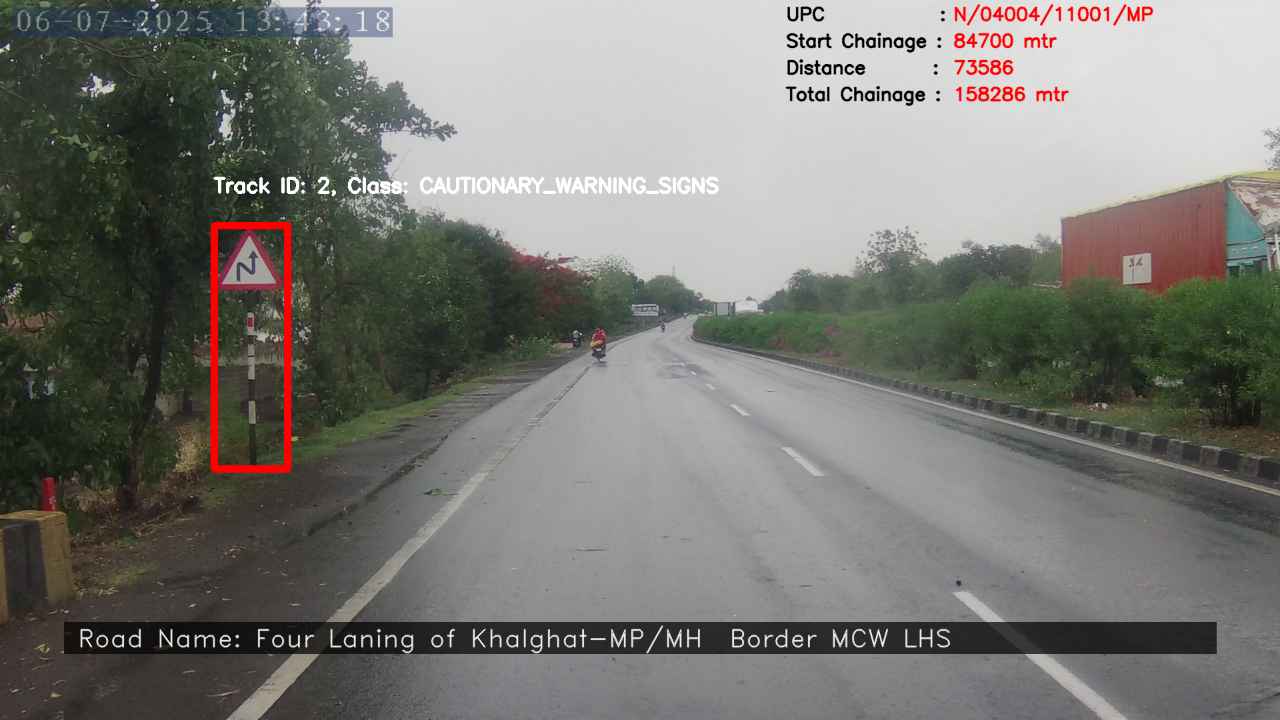 06-07-2025 13:43:18
UPC : N/04004/11001/MP
Start Chainage : 84700 mtr
Distance : 73586
Total Chainage : 158286 mtr
Track ID: 2, Class: CAUTIONARY_WARNING_SIGNS
Road Name: Four Laning of Khalghat-MP/MH Border MCW LHS